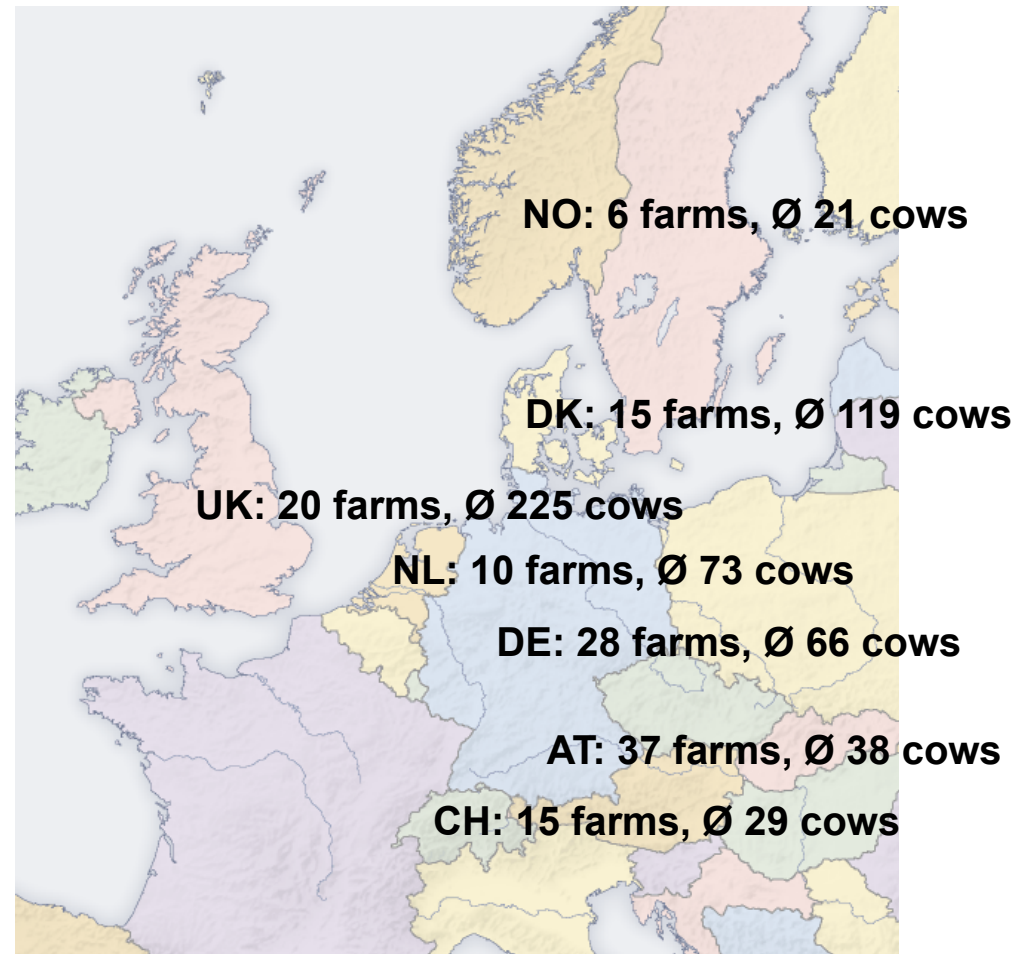 NO: 6 farms, Ø 21 cows
DK: 15 farms, Ø 119 cows
UK: 20 farms, Ø 225 cows
NL: 10 farms, Ø 73 cows
DE: 28 farms, Ø 66 cows
AT: 37 farms, Ø 38 cows
CH: 15 farms, Ø 29 cows